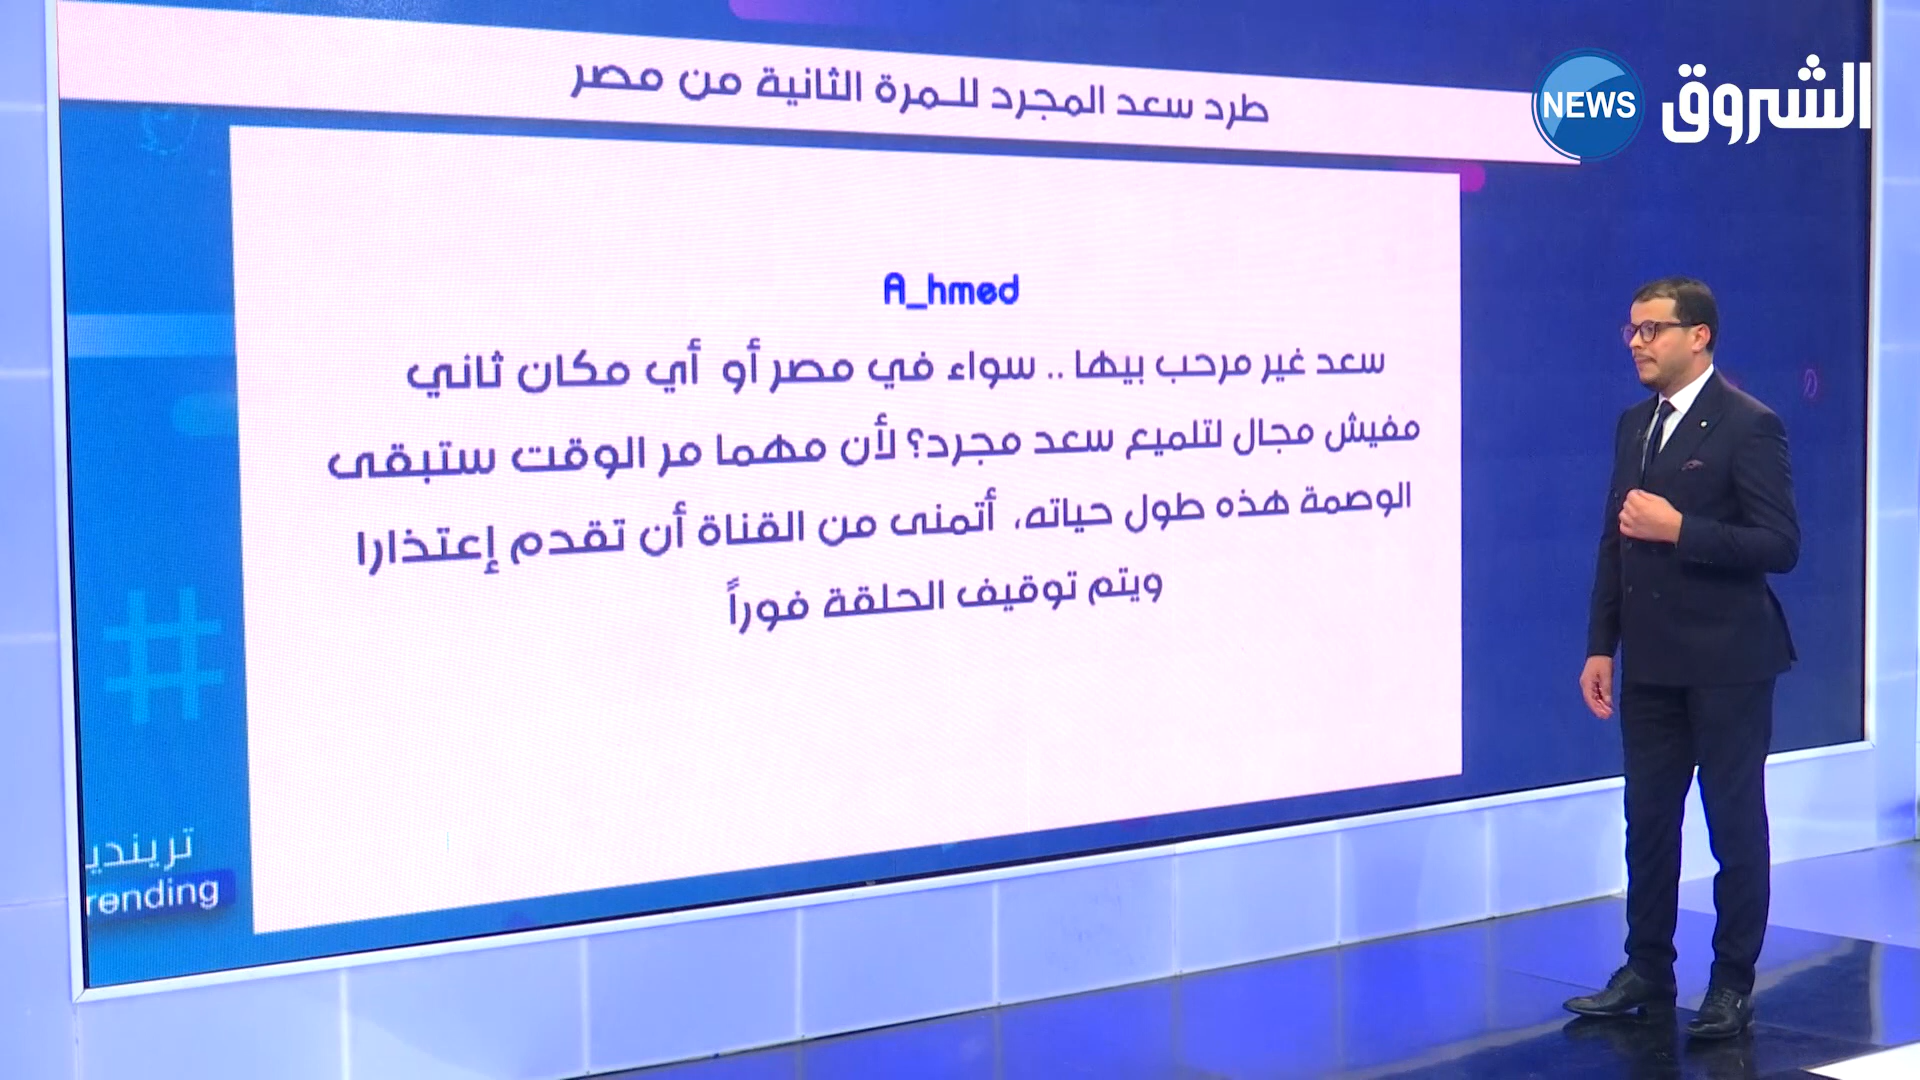 طرد سعد المجرد للمرة الثانية من مصر
الشروق
NEWS
A_hmed
سعد غير مرحب بيها .. سواء في مصر أو أي مكان ثاني
مفيش مجال لتلميع سعد مجرد؟ لأن مهما مر الوقت ستبقى
الوصمة هذه طول حياته، أتمنى من القناة أن تقدم إعتذارا
ويتم توقيف الحلقة فوراً
تريندي
rending